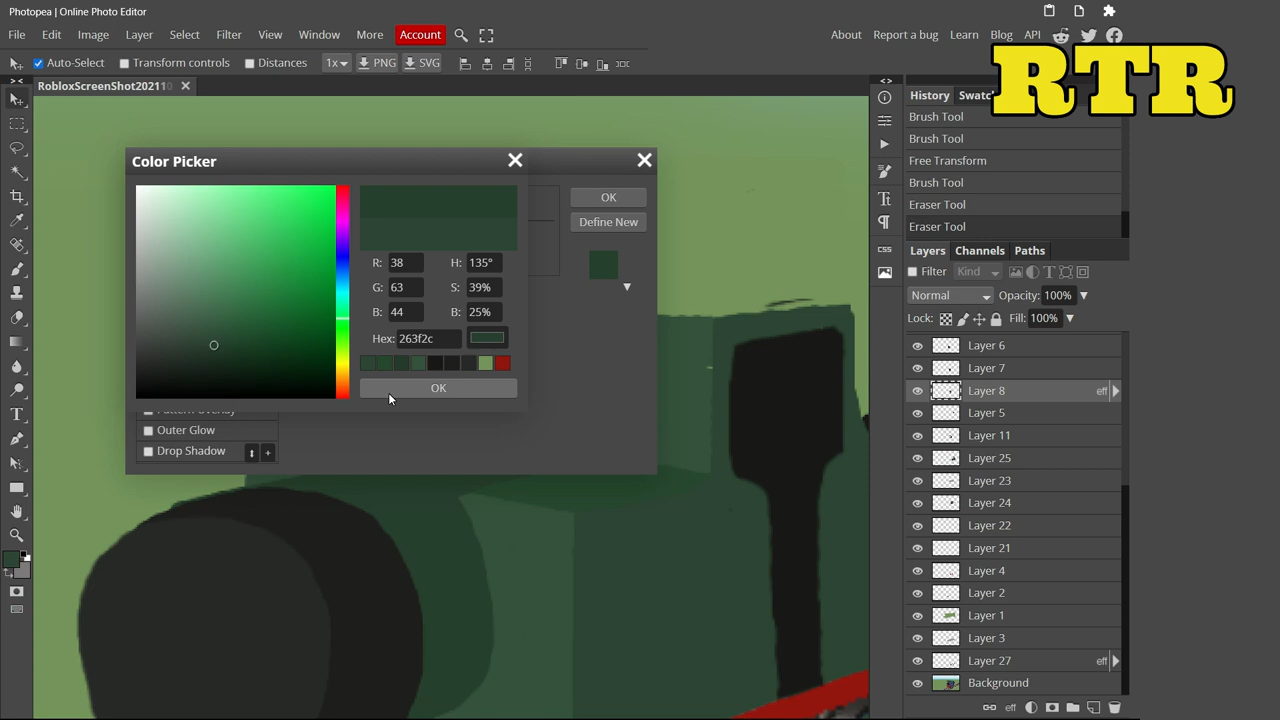 Photopea | Online Photo Editor
File Edit Image Layer Select Filter View Window More Account About Report a bug Learn Blog API
Auto-Select Transform controls Distances 1x PNG SVG
RTR
RobloxScreenShot202110
History Swatc
Brush Tool
Brush Tool
Free Transform
Brush Tool
Eraser Tool
Eraser Tool
Color Picker
OK
Define New
R: 38 H: 135°
G: 63 S: 39%
B: 44 B: 25%
Hex: 263f2c
OK
Outer Glow
Drop Shadow
Layers Channels Paths
Filter Kind
Normal Opacity: 100%
Lock: Fill: 100%
Layer 6
Layer 7
Layer 8 eff
Layer 5
Layer 11
Layer 25
Layer 23
Layer 24
Layer 22
Layer 21
Layer 4
Layer 2
Layer 1
Layer 3
Layer 27 eff
Background
eff
CSS